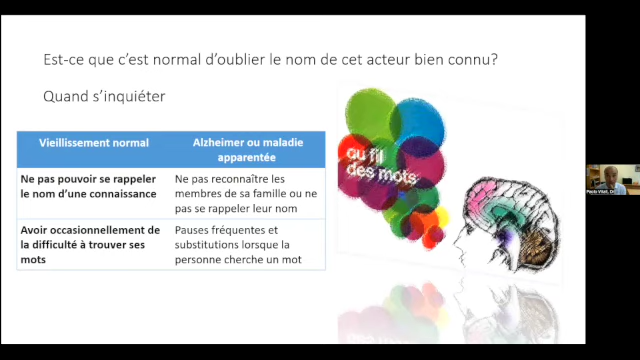 Est-ce que c'est normal d'oublier le nom de cet acteur bien connu?
Quand s'inquiéter
Vieillissement normal
Alzheimer ou maladie
apparentée
Ne pas pouvoir se rappeler
le nom d'une connaissance
Ne pas reconnaître les
membres de sa famille ou ne
pas se rappeler leur nom
Avoir occasionnellement de
la difficulté à trouver ses
mots
Pauses fréquentes et
substitutions lorsque la
personne cherche un mot
au fil
des mots